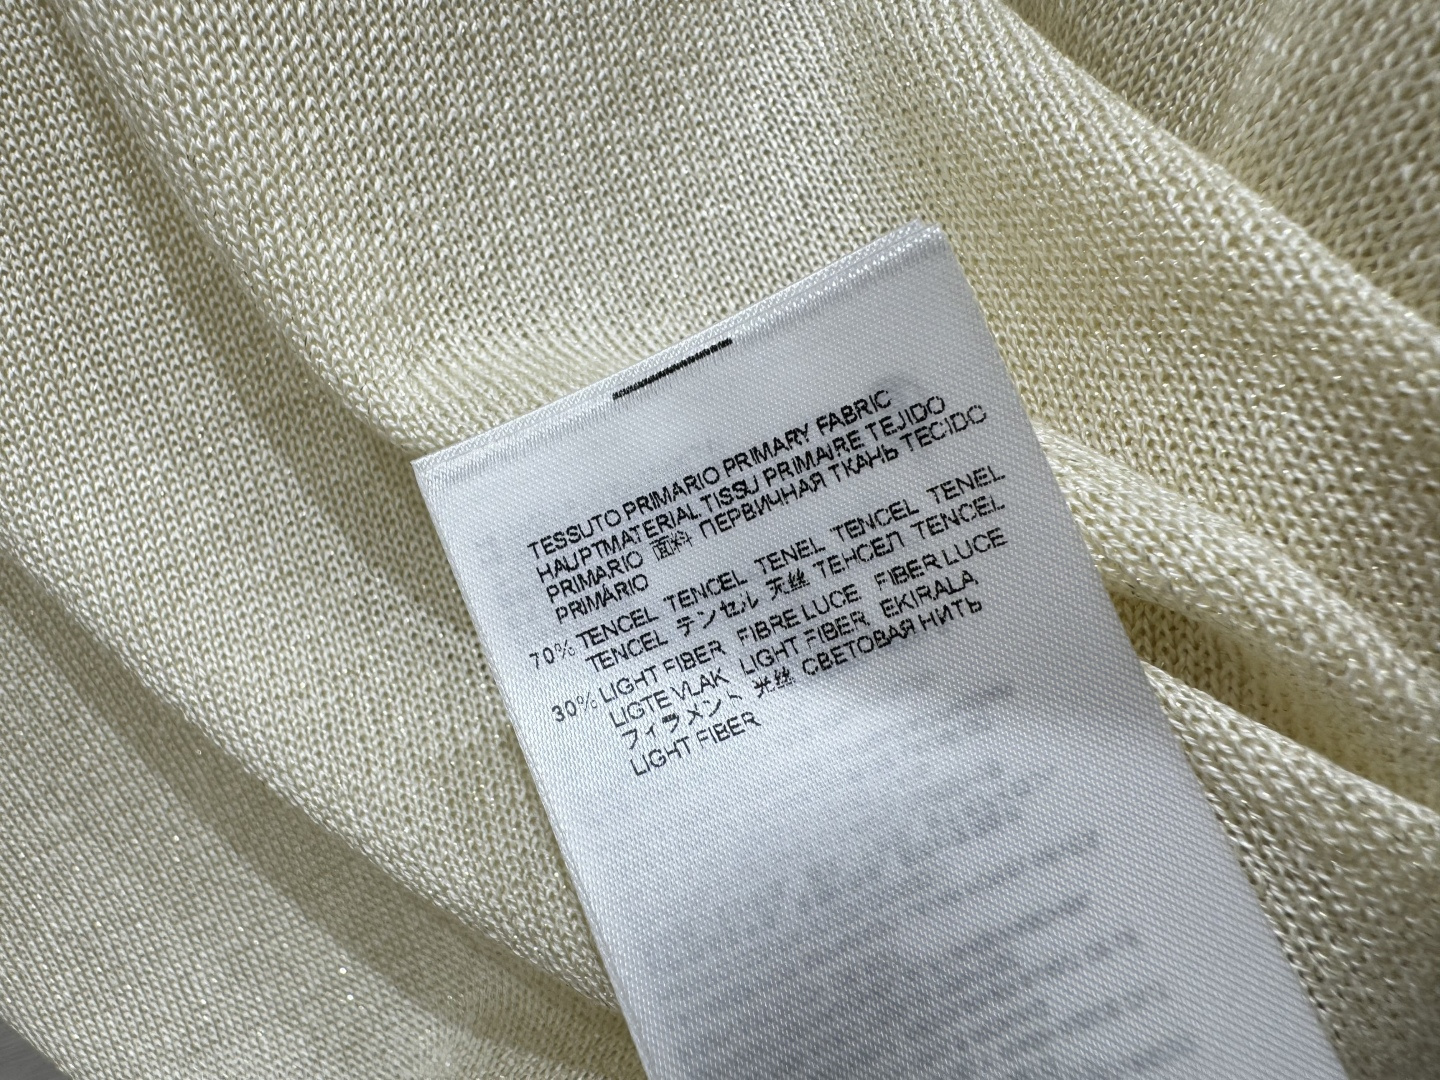 TESSUTO PRIMARIO PRIMARY FABRIC
HAUPTMATERIAL TISSU PRIMAIRE TEJIDO
PRIMARIO 面料 ПЕРВИЧНАЯ ТКАНЬ TECIDO
PRIMÁRIO
70% TENCEL TENCEL TENEL TENCEL TENEL
TENCEL テンセル 天丝 ТЕНСЕЛ TENCEL
30% LIGHT FIBER FIBRE LUCE FIBER LUCE
LIGTE VLAK LIGHT FIBER EKIRALA
フィラメント 光丝 СВЕТОВАЯ НИТЬ
LIGHT FIBER